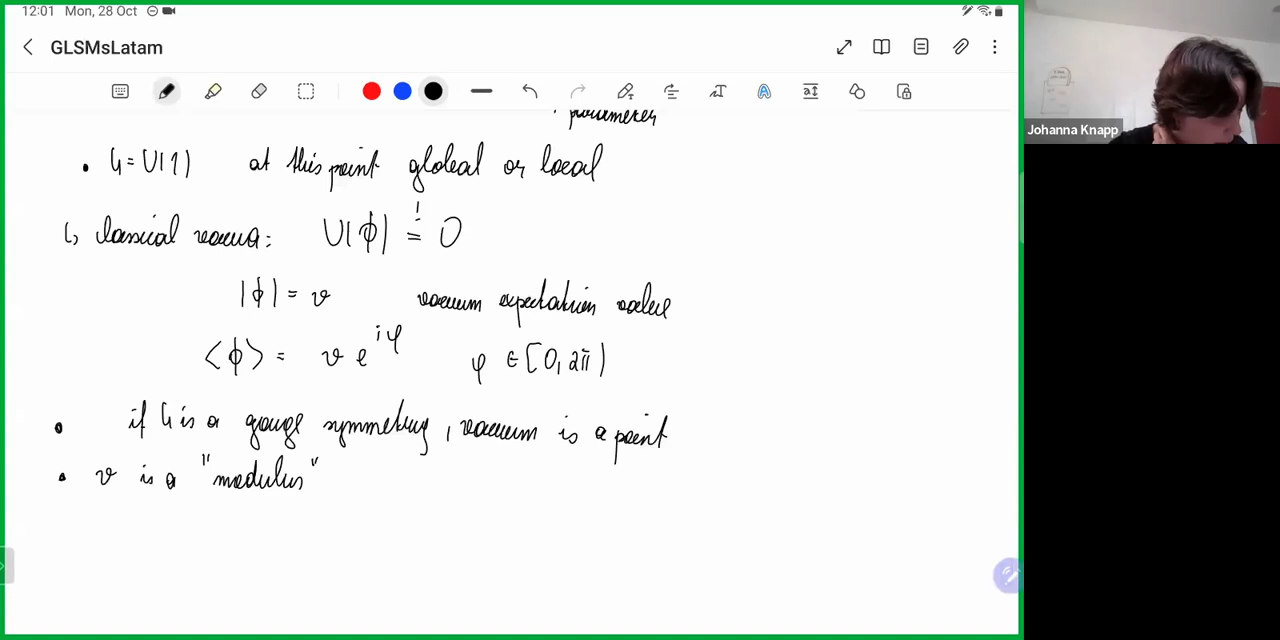 12:01 Mon, 28 Oct
GLSMsLatam
parameter
• G = U(1) at this point global or local
↳ classical vacua: U(ϕ) ≝ 0
|ϕ| = v vacuum expectation value
<ϕ> = v e^{iφ} φ ∈ [0, 2π)
• if G is a gauge symmetry, vacuum is a point
• v is a "modulus"
Johanna Knapp